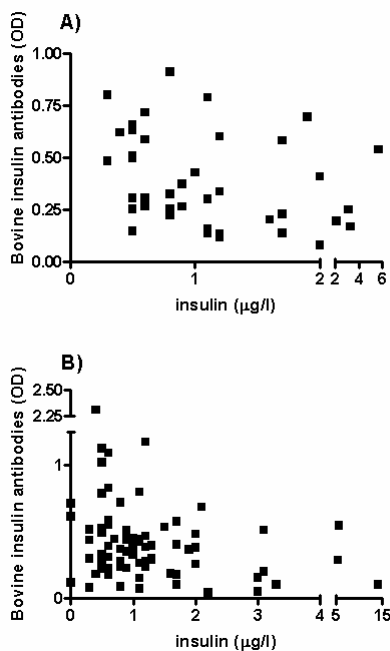 A)
Bovine insulin antibodies (OD)
1.00
0.75
0.50
0.25
0.00
0 1 2 2 4 6
insulin (µg/l)
B)
Bovine insulin antibodies (OD)
2.50
2.25
1
0
0 1 2 3 4 5 15
insulin (µg/l)